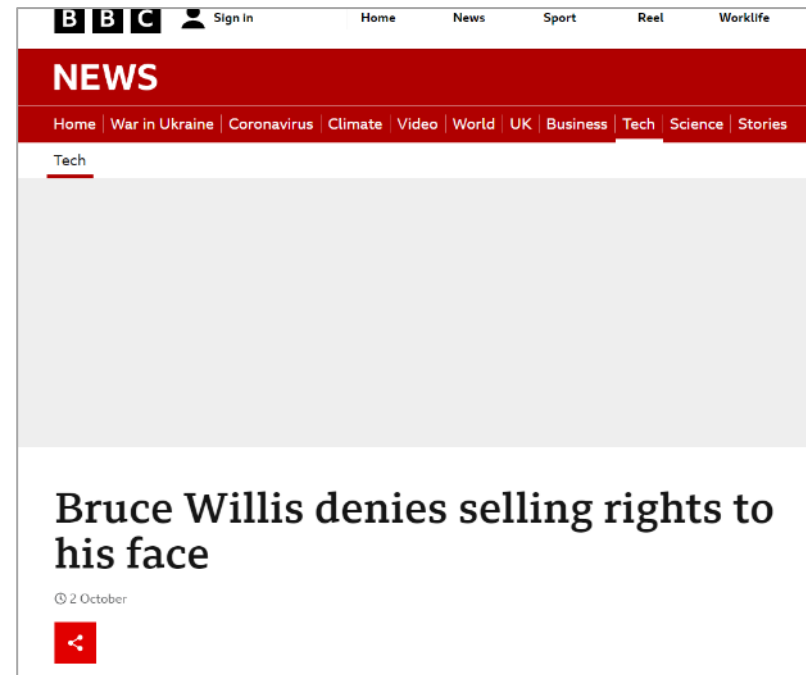 BBC Sign in Home News Sport Reel Worklife
NEWS
Home War in Ukraine Coronavirus Climate Video World UK Business Tech Science Stories
Tech
Bruce Willis denies selling rights to
his face
2 October